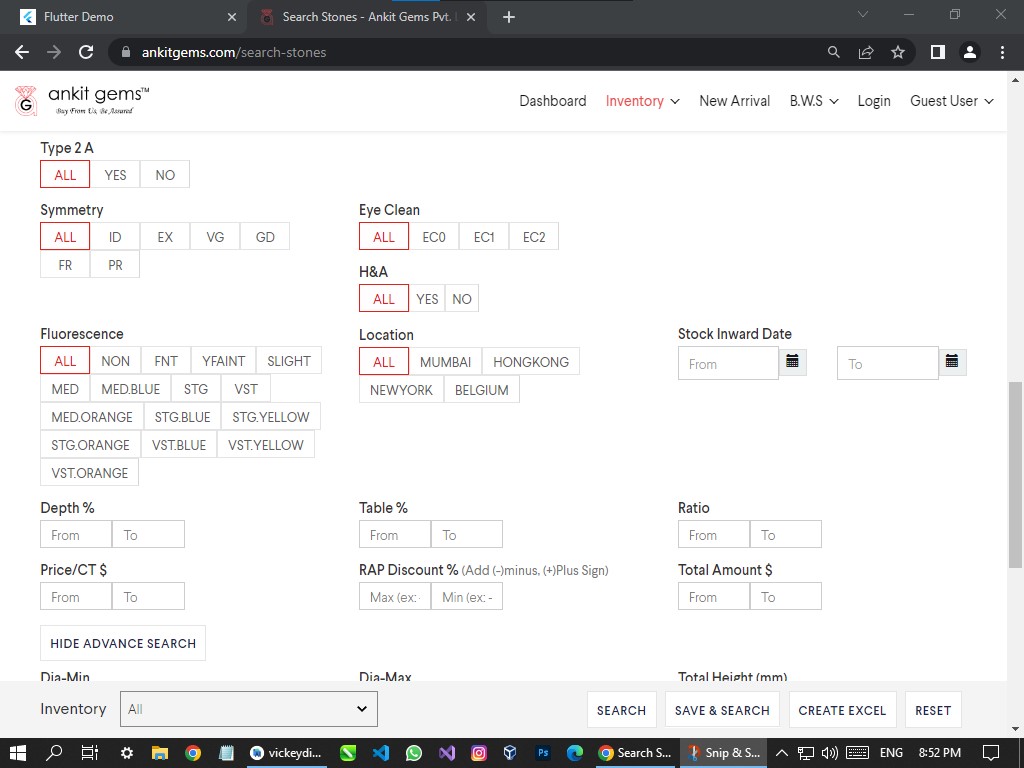 Flutter Demo
Search Stones - Ankit Gems Pvt.
ankitgems.com/search-stones
ankit gems™
Buy From Us, Be Assured
G
Dashboard Inventory New Arrival B.W.S Login Guest User
Type 2 A
ALL YES NO
Symmetry Eye Clean
ALL ID EX VG GD ALL EC0 EC1 EC2
FR PR
H&A
ALL YES NO
Fluorescence Location Stock Inward Date
ALL NON FNT YFAINT SLIGHT ALL MUMBAI HONGKONG From To
MED MED.BLUE STG VST NEWYORK BELGIUM
MED.ORANGE STG.BLUE STG.YELLOW
STG.ORANGE VST.BLUE VST.YELLOW
VST.ORANGE
Depth % Table % Ratio
From To From To From To
Price/CT $ RAP Discount % (Add (-)minus, (+)Plus Sign) Total Amount $
From To Max (ex: Min (ex: - From To
HIDE ADVANCE SEARCH
Dia-Min Dia-Max Total Height (mm)
Inventory All SEARCH SAVE & SEARCH CREATE EXCEL RESET
vickeydi... Ps Search S... Snip & S... ENG 8:52 PM